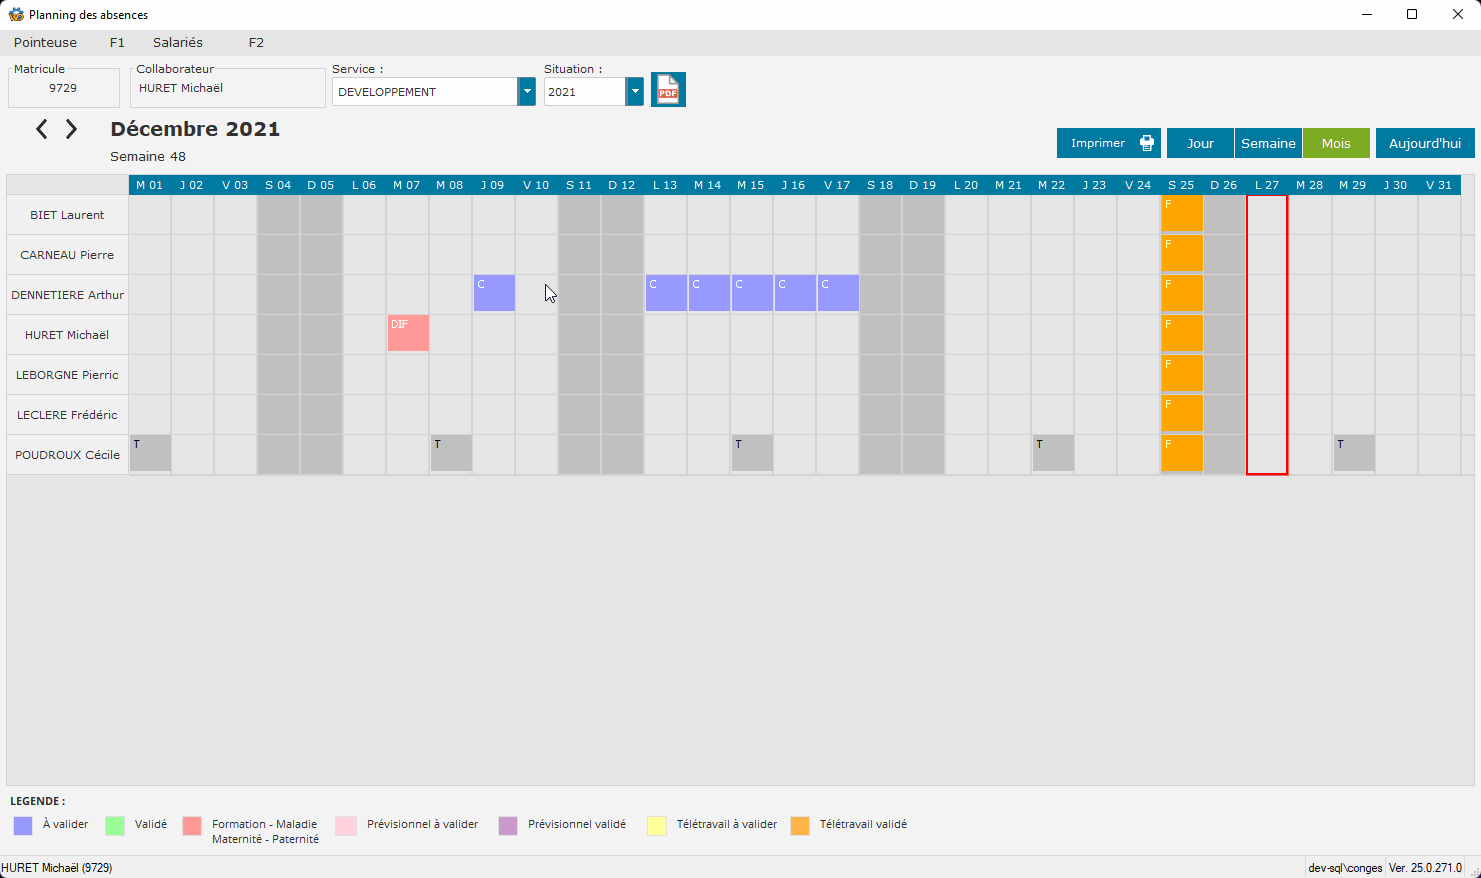 Planning des absences
Pointeuse F1 Salariés F2
Matricule Collaborateur Service : Situation :
9729 HURET Michaël DEVELOPPEMENT 2021 PDF
Décembre 2021
Semaine 48
Imprimer Jour Semaine Mois Aujourd'hui
M 01 J 02 V 03 S 04 D 05 L 06 M 07 M 08 J 09 V 10 S 11 D 12 L 13 M 14 M 15 J 16 V 17 S 18 D 19 L 20 M 21 M 22 J 23 V 24 S 25 D 26 L 27 M 28 M 29 J 30 V 31
BIET Laurent F
CARNEAU Pierre F
DENNETIERE Arthur C C C C C C F
HURET Michaël DIF F
LEBORGNE Pierric F
LECLERE Frédéric F
POUDROUX Cécile T T T T F T
LEGENDE :
À valider Validé Formation - Maladie Prévisionnel à valider Prévisionnel validé Télétravail à valider Télétravail validé
Maternité - Paternité
HURET Michaël (9729) dev-sql\conges Ver. 25.0.271.0